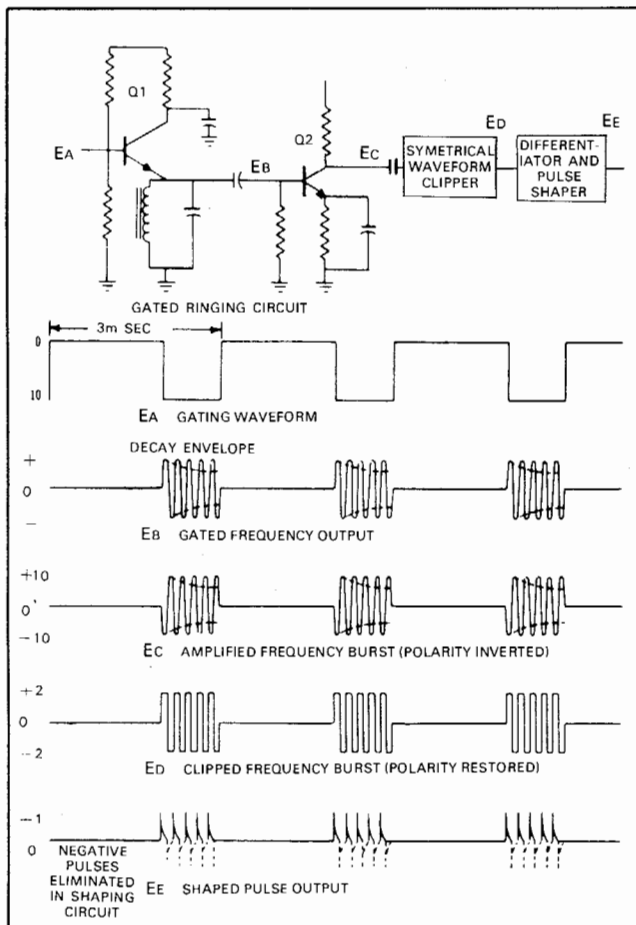 Q1
Q2
EA
EB
EC
ED
EE
SYMETRICAL
WAVEFORM
CLIPPER
DIFFERENT-
IATOR AND
PULSE
SHAPER
GATED RINGING CIRCUIT
3m SEC
0
10
EA GATING WAVEFORM
DECAY ENVELOPE
+
0
−
EB GATED FREQUENCY OUTPUT
+10
0
−10
EC AMPLIFIED FREQUENCY BURST (POLARITY INVERTED)
+2
0
−2
ED CLIPPED FREQUENCY BURST (POLARITY RESTORED)
−1
0
NEGATIVE
PULSES
ELIMINATED
IN SHAPING
CIRCUIT
EE SHAPED PULSE OUTPUT